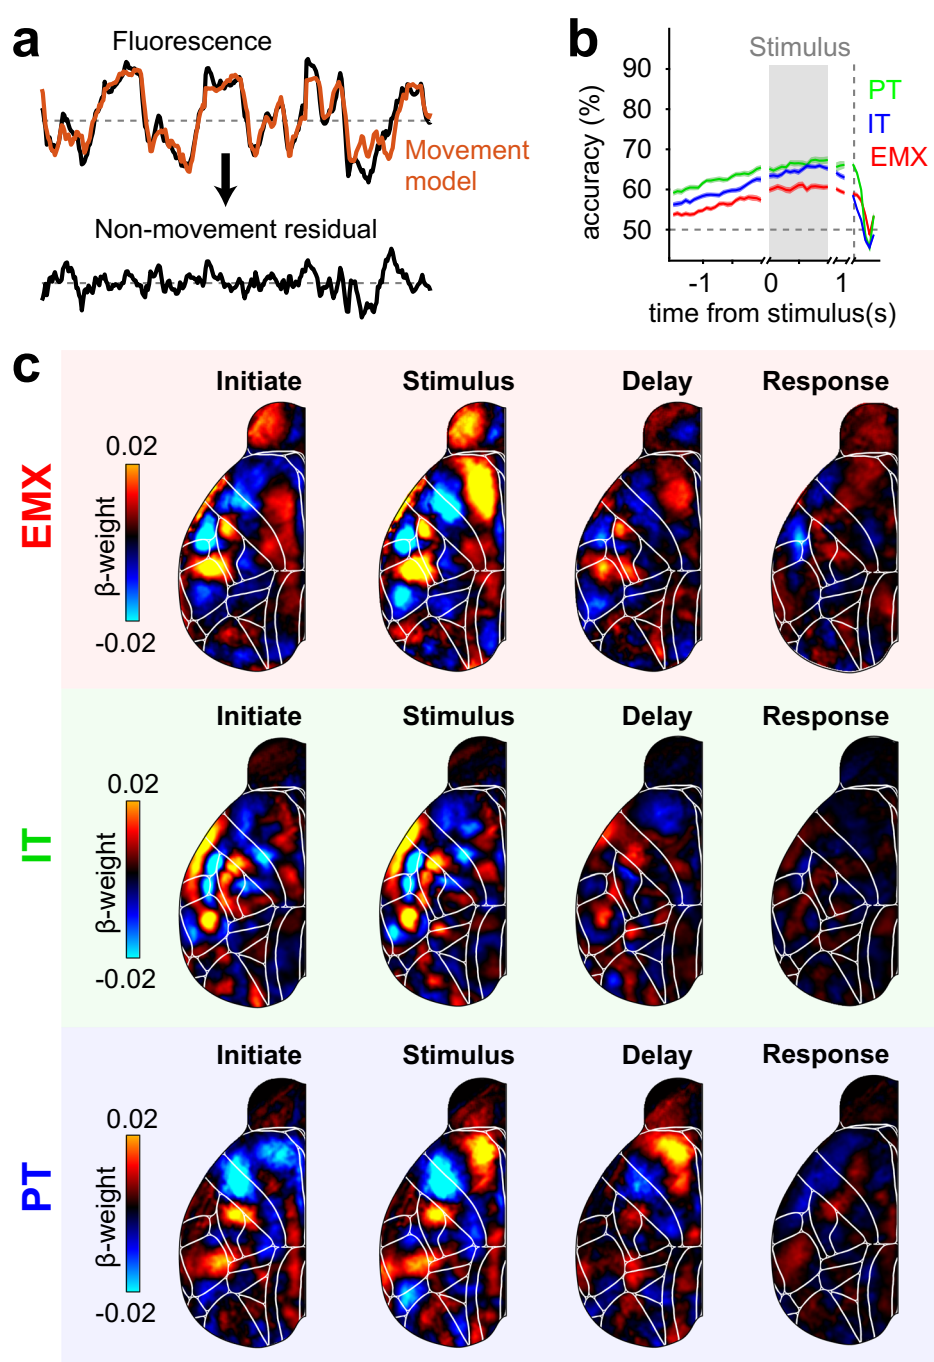 a
Fluorescence
Movement
model
Non-movement residual
b
Stimulus
90
80
70
60
50
accuracy (%)
PT
IT
EMX
-1
0
1
time from stimulus(s)
c
EMX
Initiate
Stimulus
Delay
Response
0.02
β-weight
-0.02
IT
Initiate
Stimulus
Delay
Response
0.02
β-weight
-0.02
PT
Initiate
Stimulus
Delay
Response
0.02
β-weight
-0.02